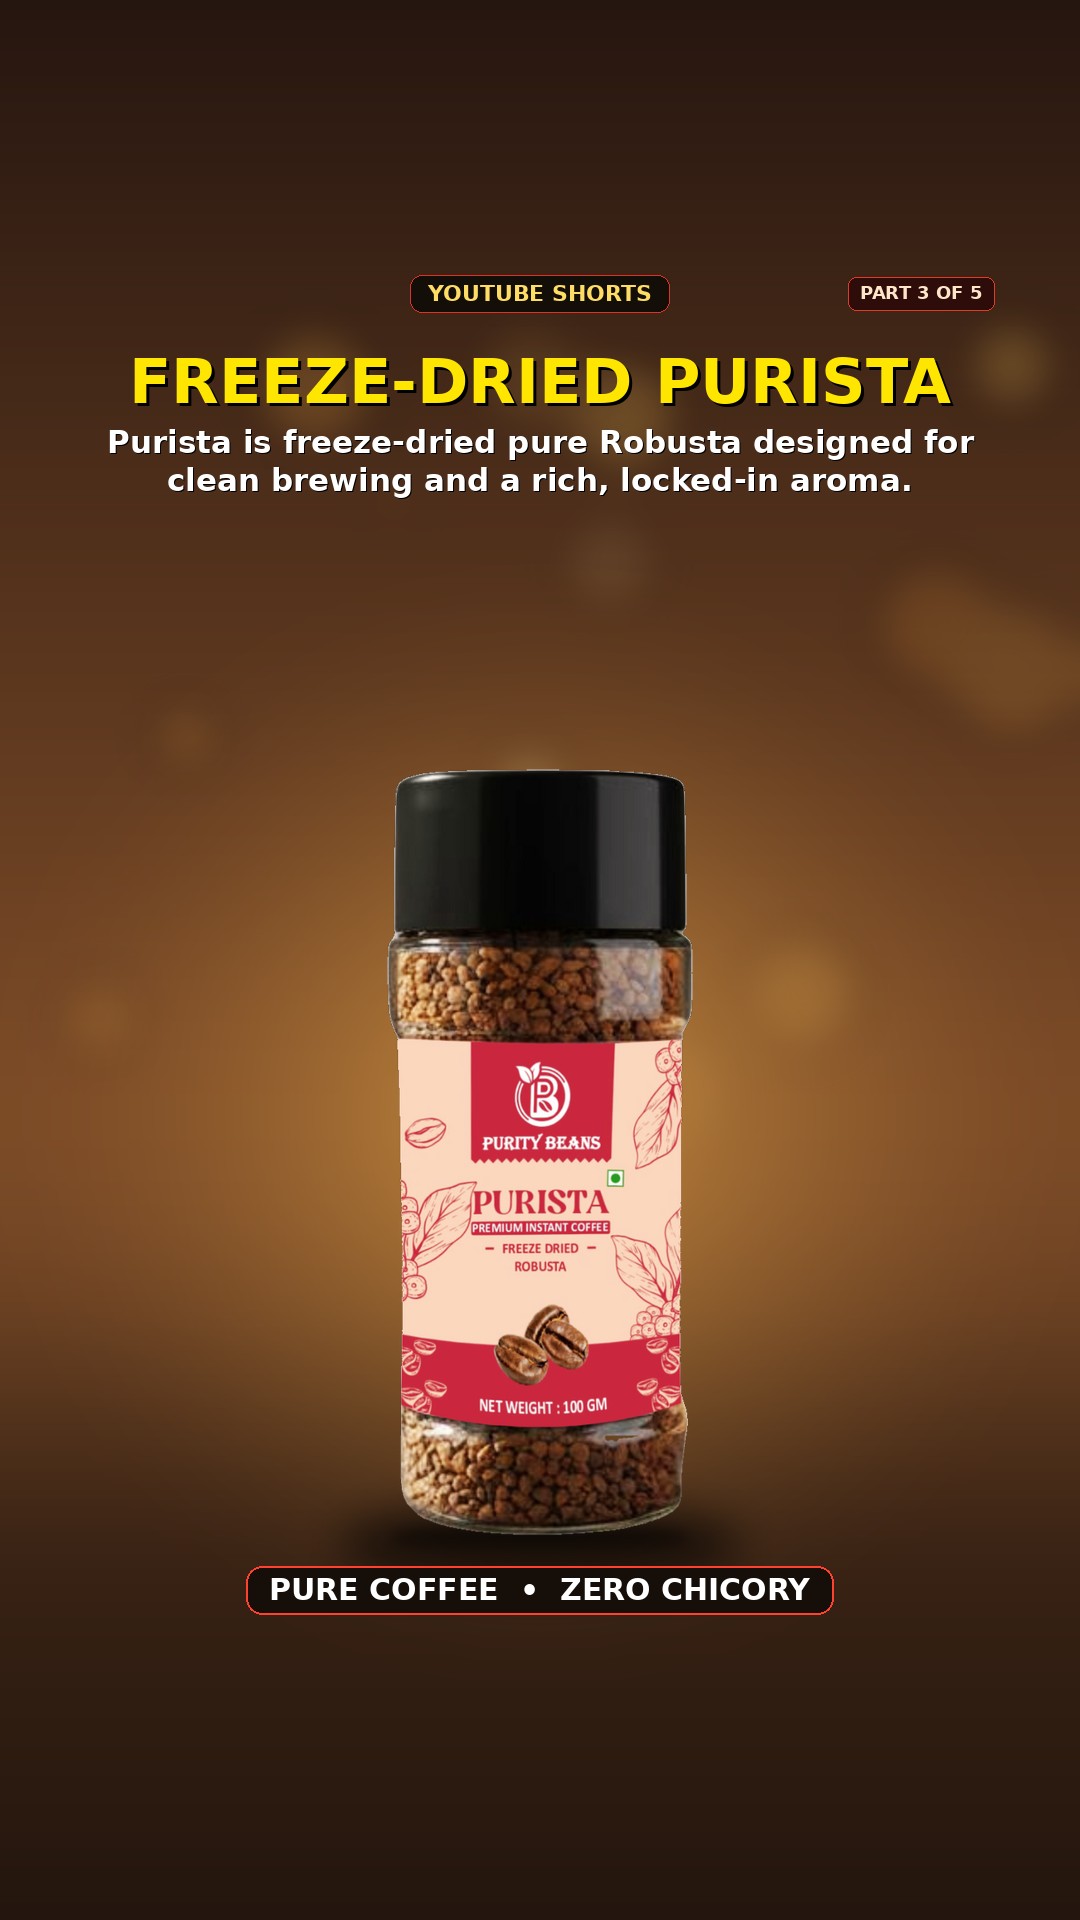 YOUTUBE SHORTS
PART 3 OF 5
FREEZE-DRIED PURISTA
Purista is freeze-dried pure Robusta designed for
clean brewing and a rich, locked-in aroma.
PURITY BEANS
PURISTA
PREMIUM INSTANT COFFEE
– FREEZE DRIED –
ROBUSTA
NET WEIGHT : 100 GM
PURE COFFEE • ZERO CHICORY